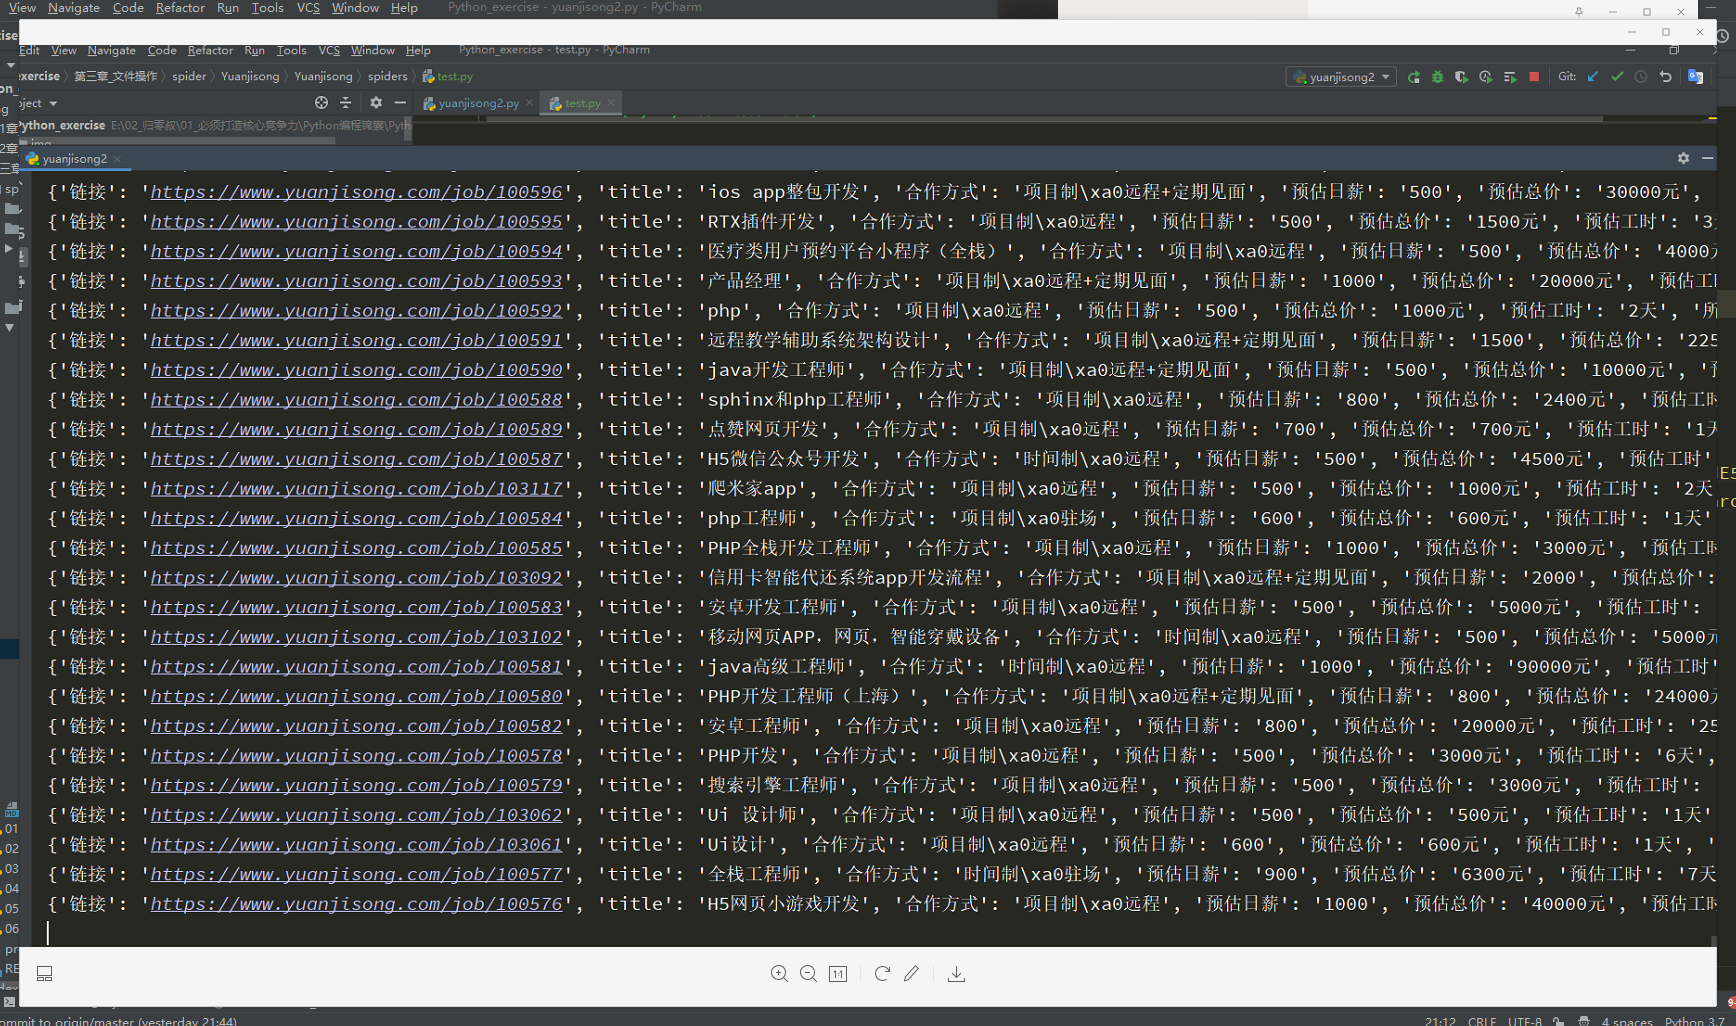 View Navigate Code Refactor Run Tools VCS Window Help Python_exercise - yuanjisong2.py - PyCharm
Edit View Navigate Code Refactor Run Tools VCS Window Help Python_exercise - test.py - PyCharm
exercise 第三章_文件操作 spider Yuanjisong Yuanjisong spiders test.py yuanjisong2 Git:
ject yuanjisong2.py test.py
Python_exercise E:\02_归零叔\01_必须打造核心竞争力\Python编程锦囊\Pyth
yuanjisong2
{'链接': 'https://www.yuanjisong.com/job/100596', 'title': 'ios app整包开发', '合作方式': '项目制\xa0远程+定期见面', '预估日薪': '500', '预估总价': '30000元',
{'链接': 'https://www.yuanjisong.com/job/100595', 'title': 'RTX插件开发', '合作方式': '项目制\xa0远程', '预估日薪': '500', '预估总价': '1500元', '预估工时': '3
{'链接': 'https://www.yuanjisong.com/job/100594', 'title': '医疗类用户预约平台小程序（全栈）', '合作方式': '项目制\xa0远程', '预估日薪': '500', '预估总价': '4000元
{'链接': 'https://www.yuanjisong.com/job/100593', 'title': '产品经理', '合作方式': '项目制\xa0远程+定期见面', '预估日薪': '1000', '预估总价': '20000元', '预估工时
{'链接': 'https://www.yuanjisong.com/job/100592', 'title': 'php', '合作方式': '项目制\xa0远程', '预估日薪': '500', '预估总价': '1000元', '预估工时': '2天', '所
{'链接': 'https://www.yuanjisong.com/job/100591', 'title': '远程教学辅助系统架构设计', '合作方式': '项目制\xa0远程+定期见面', '预估日薪': '1500', '预估总价': '225
{'链接': 'https://www.yuanjisong.com/job/100590', 'title': 'java开发工程师', '合作方式': '项目制\xa0远程+定期见面', '预估日薪': '500', '预估总价': '10000元', '
{'链接': 'https://www.yuanjisong.com/job/100588', 'title': 'sphinx和php工程师', '合作方式': '项目制\xa0远程', '预估日薪': '800', '预估总价': '2400元', '预估工时
{'链接': 'https://www.yuanjisong.com/job/100589', 'title': '点赞网页开发', '合作方式': '项目制\xa0远程', '预估日薪': '700', '预估总价': '700元', '预估工时': '1天
{'链接': 'https://www.yuanjisong.com/job/100587', 'title': 'H5微信公众号开发', '合作方式': '时间制\xa0远程', '预估日薪': '500', '预估总价': '4500元', '预估工时'
{'链接': 'https://www.yuanjisong.com/job/103117', 'title': '爬米家app', '合作方式': '项目制\xa0远程', '预估日薪': '500', '预估总价': '1000元', '预估工时': '2天
{'链接': 'https://www.yuanjisong.com/job/100584', 'title': 'php工程师', '合作方式': '项目制\xa0驻场', '预估日薪': '600', '预估总价': '600元', '预估工时': '1天'
{'链接': 'https://www.yuanjisong.com/job/100585', 'title': 'PHP全栈开发工程师', '合作方式': '项目制\xa0远程', '预估日薪': '1000', '预估总价': '3000元', '预估工时
{'链接': 'https://www.yuanjisong.com/job/103092', 'title': '信用卡智能代还系统app开发流程', '合作方式': '项目制\xa0远程+定期见面', '预估日薪': '2000', '预估总价':
{'链接': 'https://www.yuanjisong.com/job/100583', 'title': '安卓开发工程师', '合作方式': '项目制\xa0远程', '预估日薪': '500', '预估总价': '5000元', '预估工时':
{'链接': 'https://www.yuanjisong.com/job/103102', 'title': '移动网页APP，网页，智能穿戴设备', '合作方式': '时间制\xa0远程', '预估日薪': '500', '预估总价': '5000元
{'链接': 'https://www.yuanjisong.com/job/100581', 'title': 'java高级工程师', '合作方式': '时间制\xa0远程', '预估日薪': '1000', '预估总价': '90000元', '预估工时'
{'链接': 'https://www.yuanjisong.com/job/100580', 'title': 'PHP开发工程师（上海）', '合作方式': '项目制\xa0远程+定期见面', '预估日薪': '800', '预估总价': '24000元
{'链接': 'https://www.yuanjisong.com/job/100582', 'title': '安卓工程师', '合作方式': '项目制\xa0远程', '预估日薪': '800', '预估总价': '20000元', '预估工时': '25
{'链接': 'https://www.yuanjisong.com/job/100578', 'title': 'PHP开发', '合作方式': '项目制\xa0远程', '预估日薪': '500', '预估总价': '3000元', '预估工时': '6天',
{'链接': 'https://www.yuanjisong.com/job/100579', 'title': '搜索引擎工程师', '合作方式': '项目制\xa0远程', '预估日薪': '500', '预估总价': '3000元', '预估工时':
{'链接': 'https://www.yuanjisong.com/job/103062', 'title': 'Ui 设计师', '合作方式': '项目制\xa0远程', '预估日薪': '500', '预估总价': '500元', '预估工时': '1天'
{'链接': 'https://www.yuanjisong.com/job/103061', 'title': 'Ui设计', '合作方式': '项目制\xa0远程', '预估日薪': '600', '预估总价': '600元', '预估工时': '1天', '
{'链接': 'https://www.yuanjisong.com/job/100577', 'title': '全栈工程师', '合作方式': '时间制\xa0驻场', '预估日薪': '900', '预估总价': '6300元', '预估工时': '7天
{'链接': 'https://www.yuanjisong.com/job/100576', 'title': 'H5网页小游戏开发', '合作方式': '项目制\xa0远程', '预估日薪': '1000', '预估总价': '40000元', '预估工时
01
02
03
04
05
06
ommit to origin/master (yesterday 21:44) 21:12 CRLF UTF-8 4 spaces Python 3.7